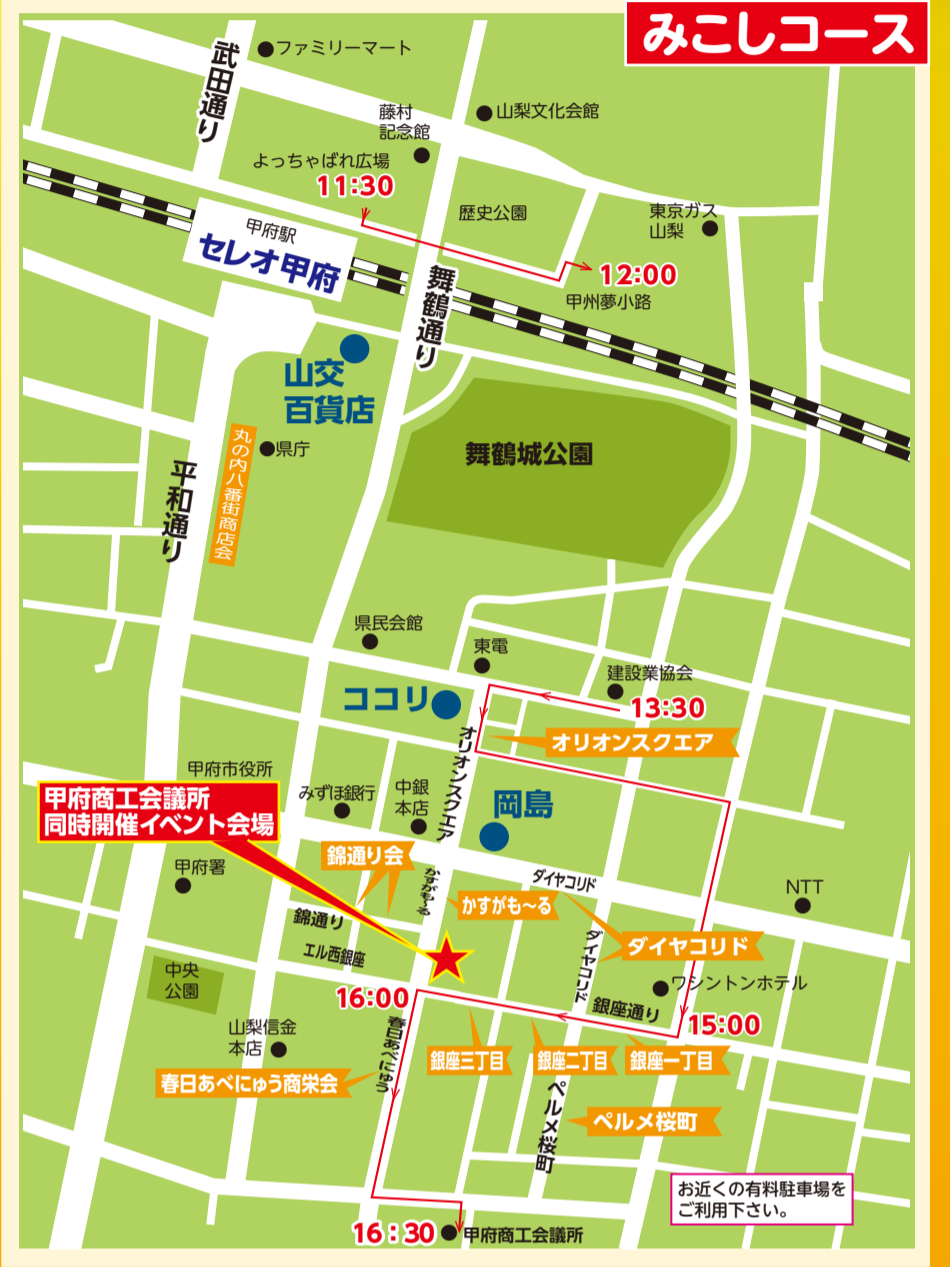 みこしコース
武田通り
ファミリーマート
藤村
記念館
山梨文化会館
よっちゃばれ広場
11:30
歴史公園
東京ガス
山梨
甲府駅
セレオ甲府
12:00
甲州夢小路
舞鶴通り
山交
百貨店
丸の内八番街商店会
県庁
舞鶴城公園
平和通り
県民会館
東電
建設業協会
ココリ
13:30
オリオンスクエア
オリオンスクエア
甲府市役所
甲府商工会議所
同時開催イベント会場
みずほ銀行
中銀
本店
岡島
錦通り会
甲府署
かすがも〜る
ダイヤコリド
かすがも〜る
NTT
錦通り
エル西銀座
ダイヤコリド
ダイヤコリド
中央
公園
ワシントンホテル
16:00
銀座通り
15:00
山梨信金
本店
春日あべにゅう
銀座三丁目
銀座二丁目
銀座一丁目
春日あべにゅう商栄会
ペルメ桜町
ペルメ桜町
お近くの有料駐車場を
ご利用下さい。
16:30
甲府商工会議所